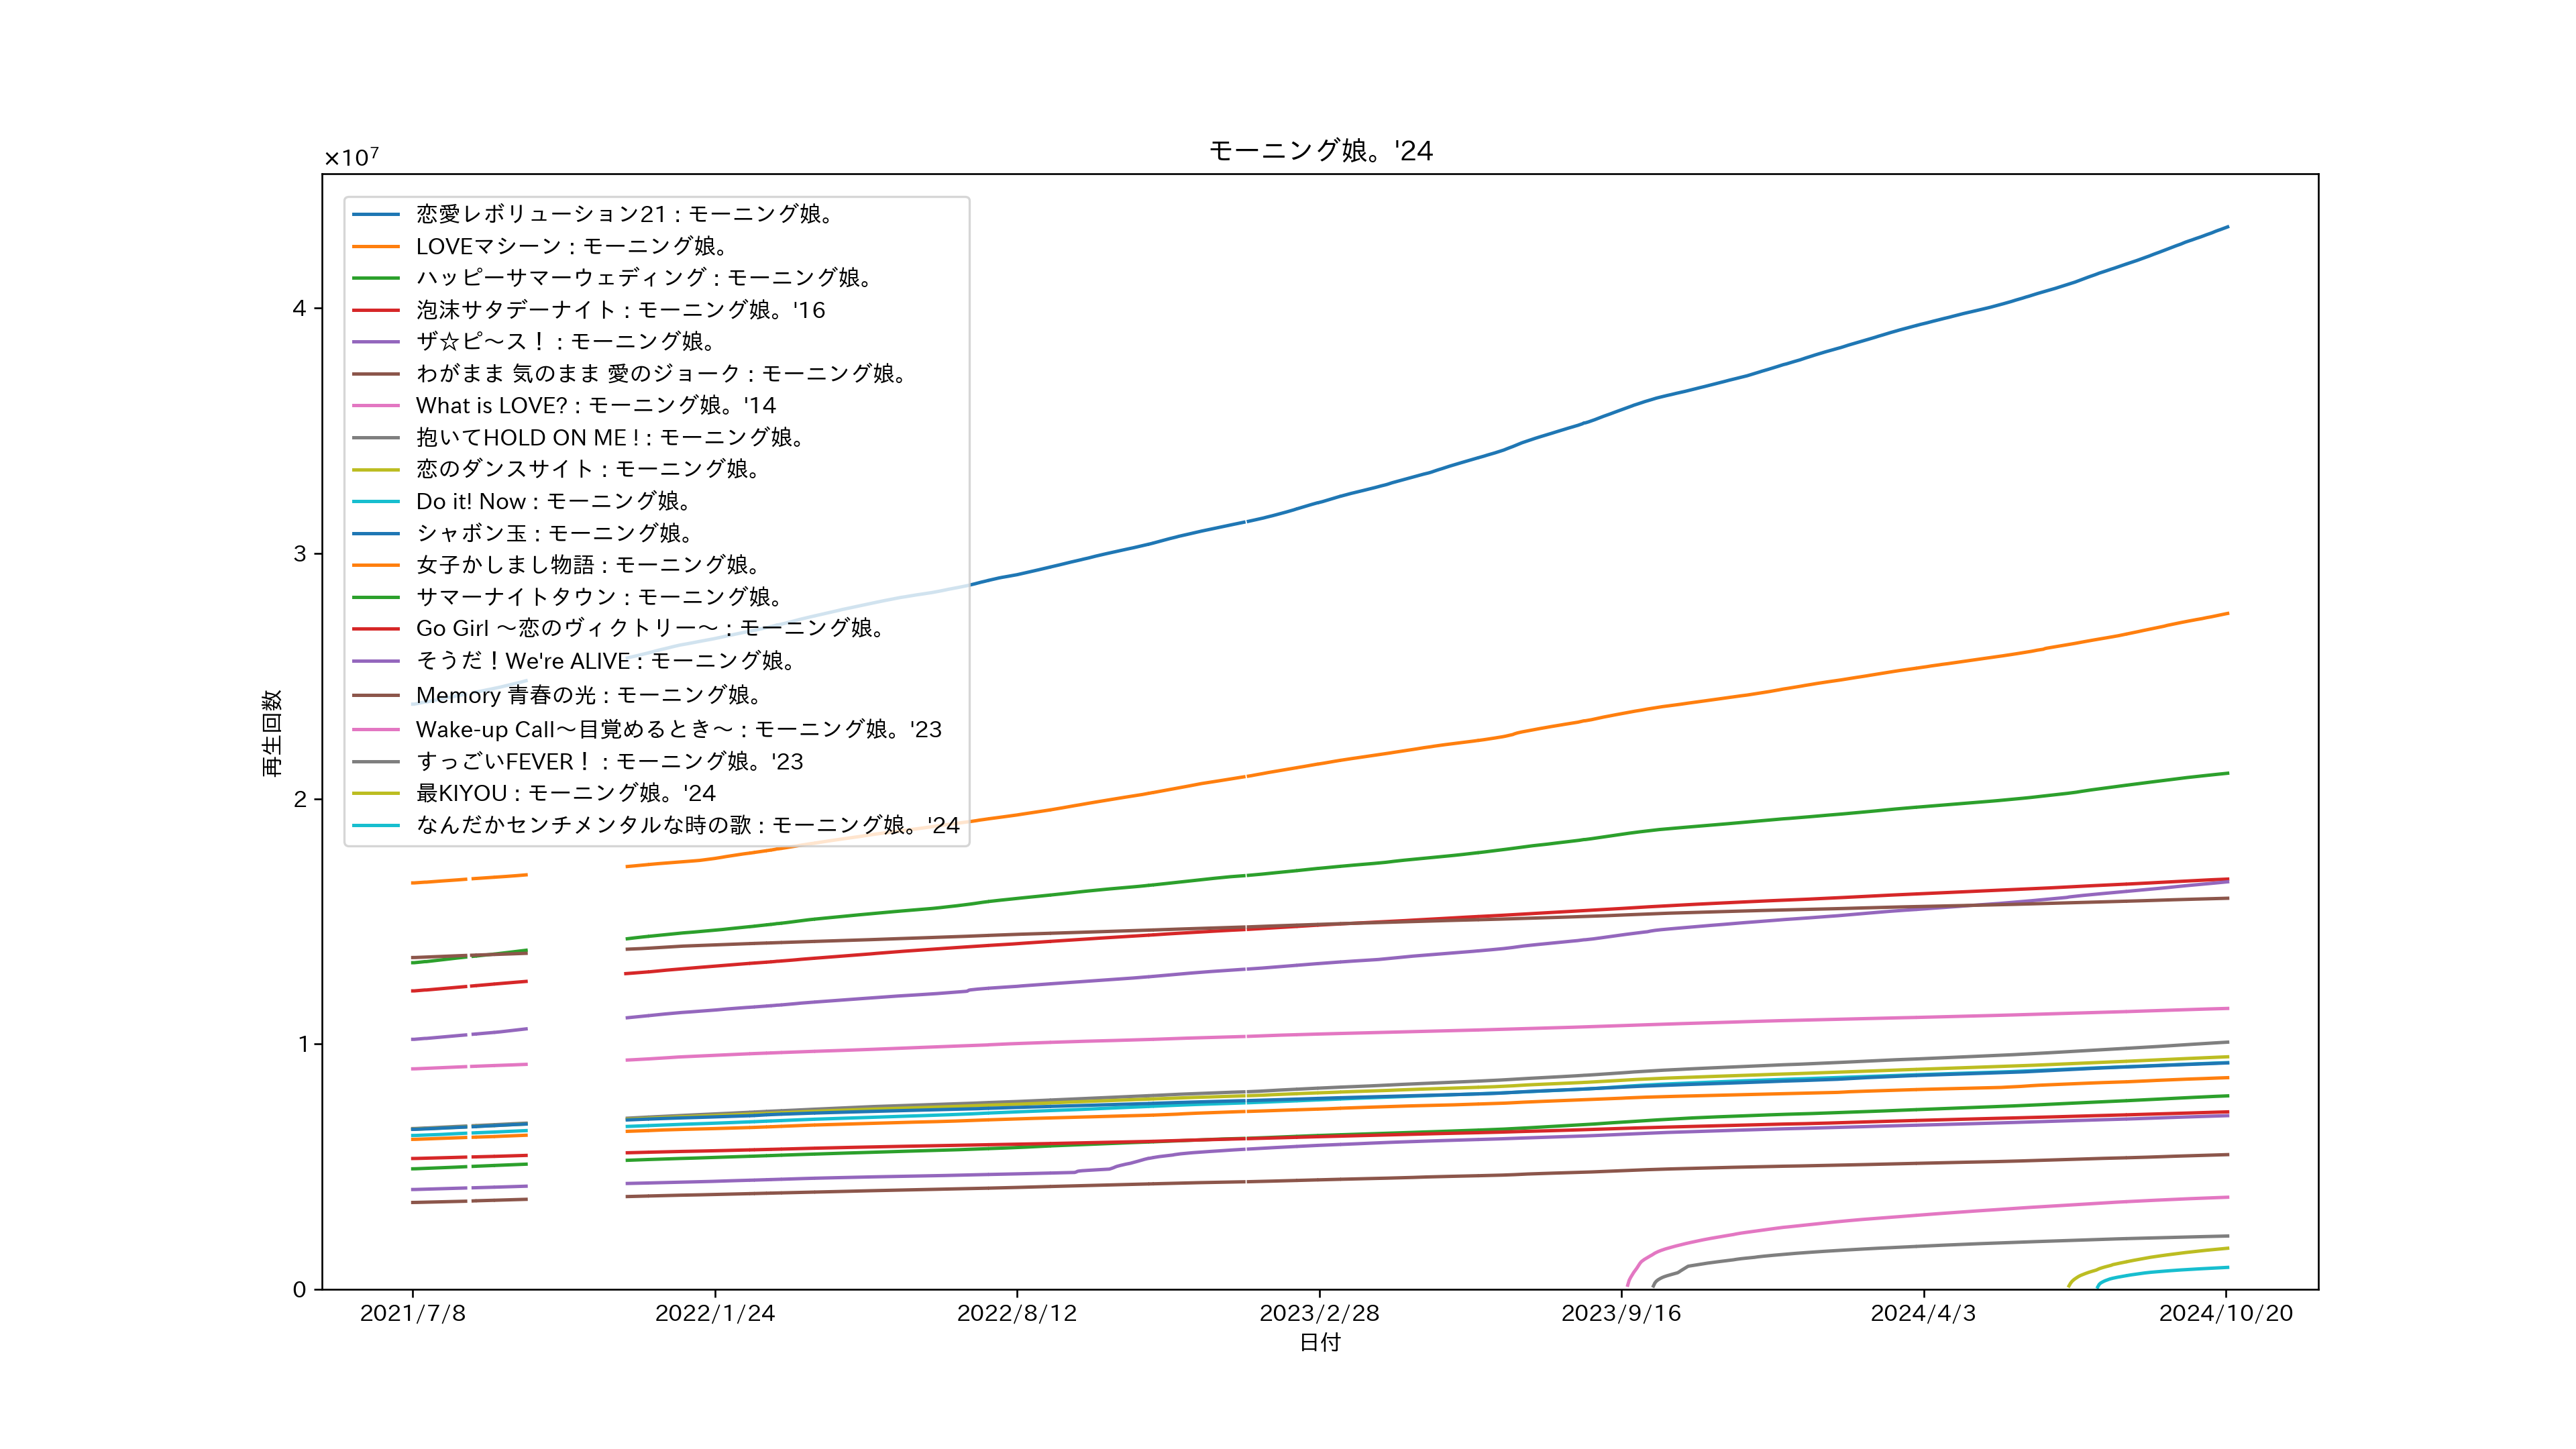 モーニング娘。'24
×10⁷
恋愛レボリューション21 : モーニング娘。
LOVEマシーン : モーニング娘。
ハッピーサマーウェディング : モーニング娘。
泡沫サタデーナイト : モーニング娘。'16
ザ☆ピ〜ス！ : モーニング娘。
わがまま 気のまま 愛のジョーク : モーニング娘。
What is LOVE? : モーニング娘。'14
抱いてHOLD ON ME ! : モーニング娘。
恋のダンスサイト : モーニング娘。
Do it! Now : モーニング娘。
シャボン玉 : モーニング娘。
女子かしまし物語 : モーニング娘。
サマーナイトタウン : モーニング娘。
Go Girl 〜恋のヴィクトリー〜 : モーニング娘。
そうだ！We're ALIVE : モーニング娘。
Memory 青春の光 : モーニング娘。
Wake-up Call〜目覚めるとき〜 : モーニング娘。'23
すっごいFEVER！ : モーニング娘。'23
最KIYOU : モーニング娘。'24
なんだかセンチメンタルな時の歌 : モーニング娘。'24
再生回数
4
3
2
1
0
2021/7/8 2022/1/24 2022/8/12 2023/2/28 2023/9/16 2024/4/3 2024/10/20
日付